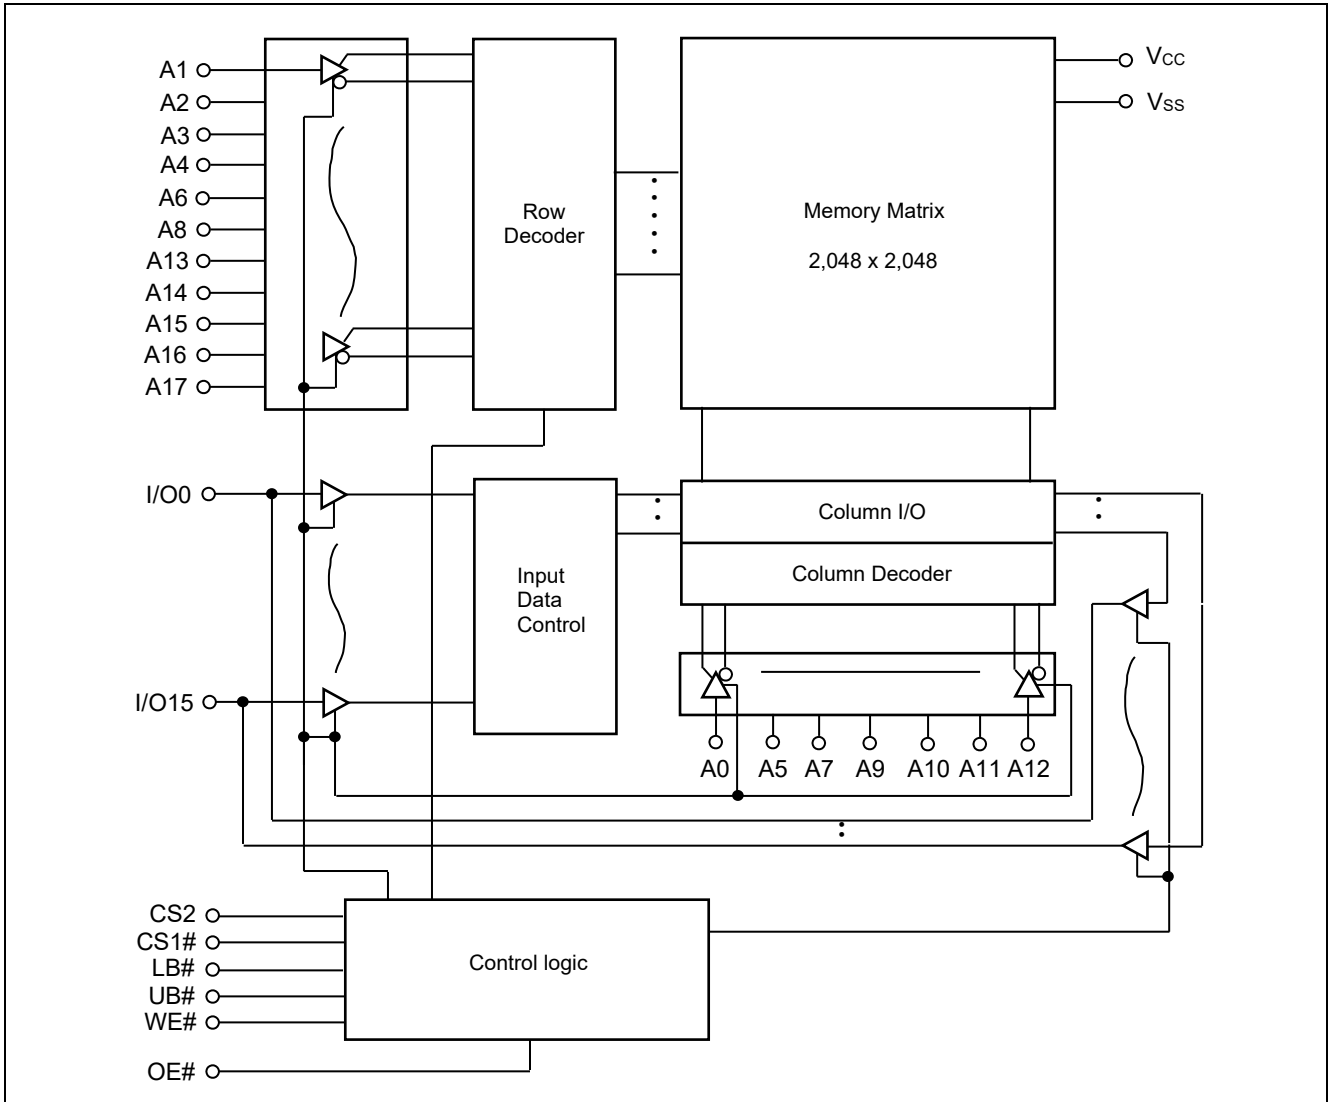 A1
A2
A3
A4
A6
A8
A13
A14
A15
A16
A17
Row
Decoder
Memory Matrix
2,048 x 2,048
VCC
VSS
I/O0
I/O15
Input
Data
Control
Column I/O
Column Decoder
A0 A5 A7 A9 A10 A11 A12
CS2
CS1#
LB#
UB#
WE#
OE#
Control logic